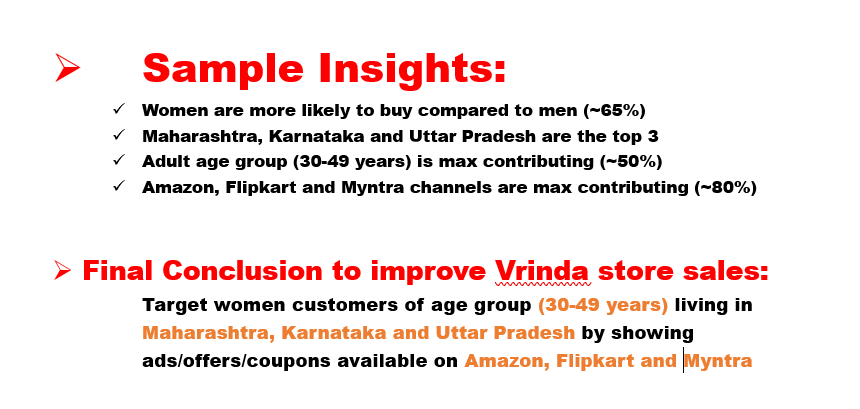 Sample Insights:
Women are more likely to buy compared to men (~65%)
Maharashtra, Karnataka and Uttar Pradesh are the top 3
Adult age group (30-49 years) is max contributing (~50%)
Amazon, Flipkart and Myntra channels are max contributing (~80%)
Final Conclusion to improve Vrinda store sales:
Target women customers of age group (30-49 years) living in
Maharashtra, Karnataka and Uttar Pradesh by showing
ads/offers/coupons available on Amazon, Flipkart and Myntra